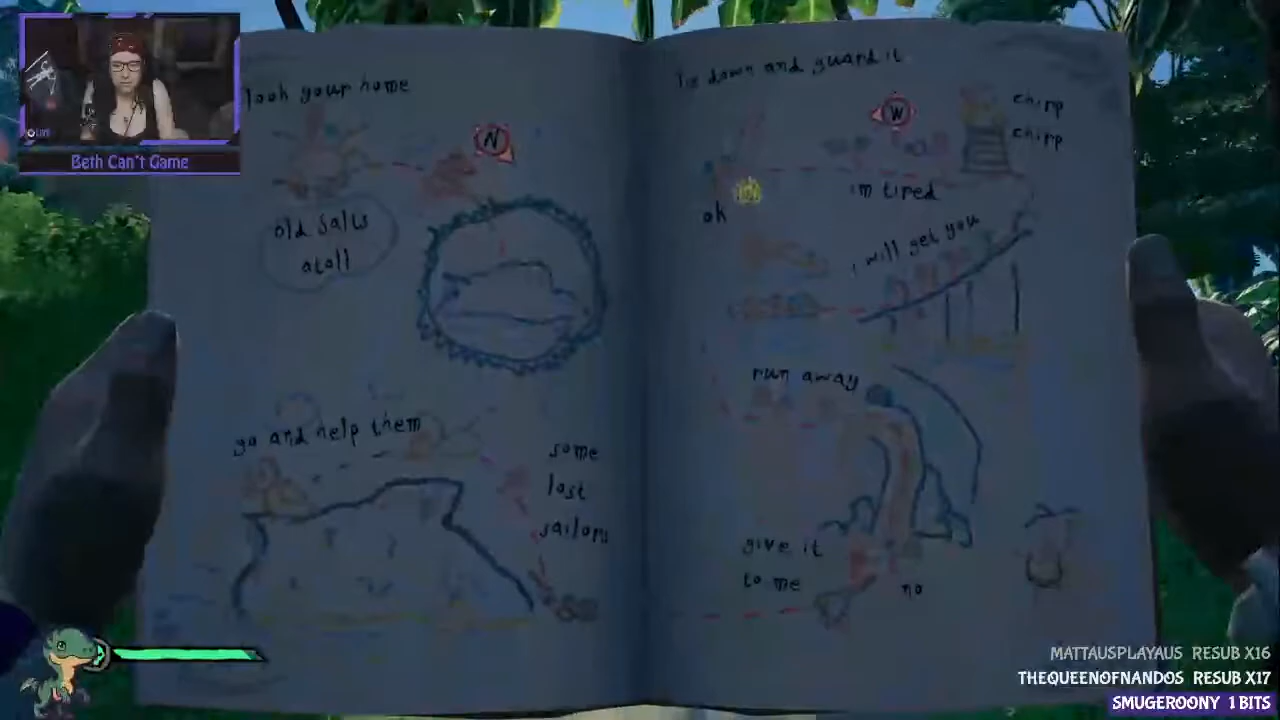 look your home
N
old salts
atoll
go and help them
some
lost
sailors
lie down and guard it
W
chirp
chirp
im tired
ok
i will get you
run away
give it
to me
no
LIVE
Beth Can't Game
MATTAUSPLAYAUS RESUB X16
THEQUEENOFNANDOS RESUB X17
SMUGEROONY 1 BITS